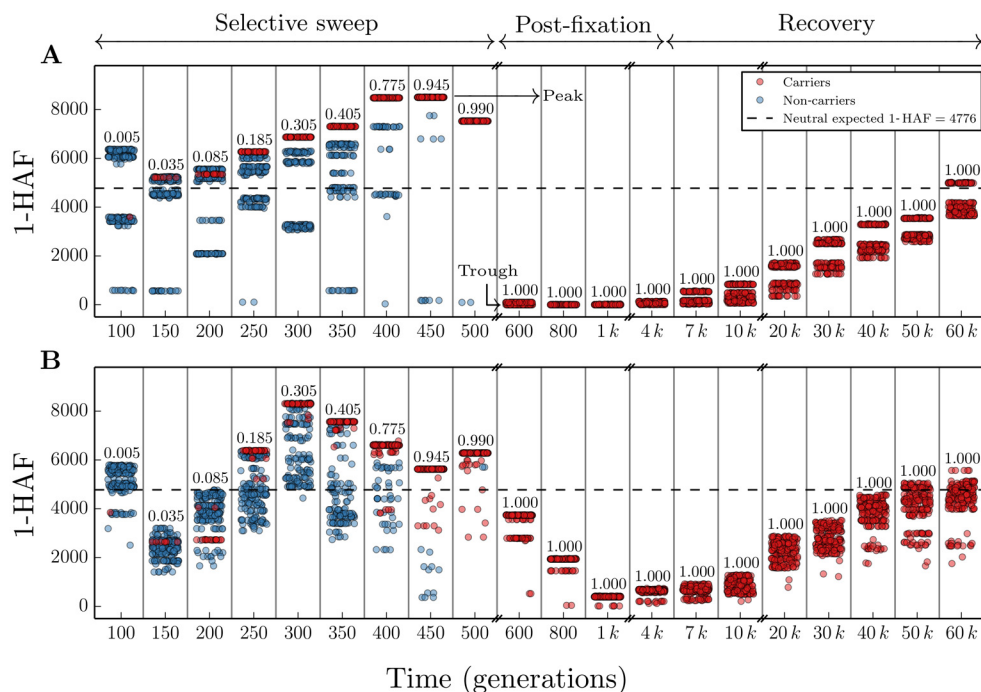 Selective sweep Post-fixation Recovery
A
8000
6000
4000
2000
0
1-HAF
0.005 0.035 0.085 0.185 0.305 0.405 0.775 0.945 0.990
Peak
Carriers
Non-carriers
Neutral expected 1-HAF = 4776
Trough
1.000 1.000 1.000 1.000 1.000 1.000 1.000 1.000 1.000 1.000 1.000
100 150 200 250 300 350 400 450 500 600 800 1 k 4 k 7 k 10 k 20 k 30 k 40 k 50 k 60 k
B
8000
6000
4000
2000
0
1-HAF
0.005 0.035 0.085 0.185 0.305 0.405 0.775 0.945 0.990 1.000 1.000 1.000 1.000 1.000 1.000 1.000 1.000 1.000 1.000 1.000
100 150 200 250 300 350 400 450 500 600 800 1 k 4 k 7 k 10 k 20 k 30 k 40 k 50 k 60 k
Time (generations)